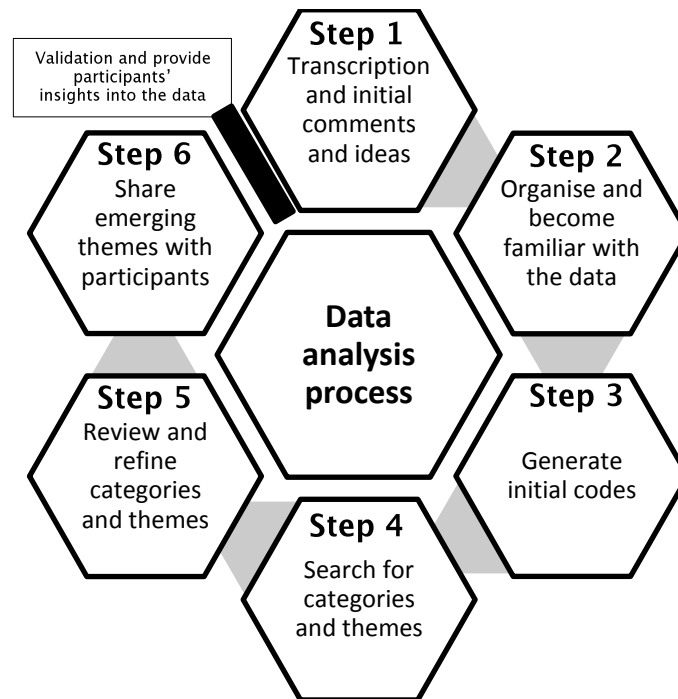 Step 1
Transcription
and initial
comments
and ideas
Validation and provide
participants’
insights into the data
Step 2
Organise and
become
familiar with
the data
Step 3
Generate
initial codes
Step 4
Search for
categories
and themes
Step 5
Review and
refine
categories
and themes
Step 6
Share
emerging
themes with
participants
Data
analysis
process